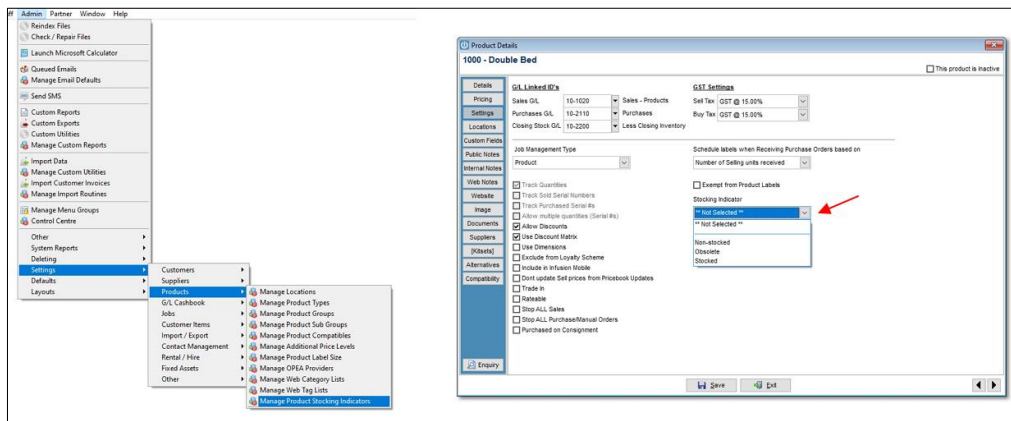 ff Admin Partner Window Help
Reindex Files
Check / Repair Files
Launch Microsoft Calculator
Queued Emails
Manage Email Defaults
Send SMS
Custom Reports
Custom Exports
Custom Utilities
Manage Custom Reports
Import Data
Manage Custom Utilities
Import Customer Invoices
Manage Import Routines
Manage Menu Groups
Control Centre
Other
System Reports
Deleting
Settings
Defaults
Layouts
Customers
Suppliers
Products
G/L Cashbook
Jobs
Customer Items
Import / Export
Contact Management
Rental / Hire
Fixed Assets
Other
Manage Locations
Manage Product Types
Manage Product Groups
Manage Product Sub Groups
Manage Product Compatibles
Manage Additional Price Levels
Manage Product Label Size
Manage OPEA Providers
Manage Web Category Lists
Manage Web Tag Lists
Manage Product Stocking Indicators
Product Details
1000 - Double Bed
This product is Inactive
Details
Pricing
Settings
Locations
Custom Fields
Public Notes
Internal Notes
Web Notes
Website
Image
Documents
Suppliers
[Kitsets]
Alternatives
Compatibility
Enquiry
G/L Linked ID's
Sales G/L 10-1020 Sales - Products
Purchases G/L 10-2110 Purchases
Closing Stock G/L 10-2200 Less Closing Inventory
GST Settings
Sell Tax GST @ 15.00%
Buy Tax GST @ 15.00%
Job Management Type
Product
Schedule labels when Receiving Purchase Orders based on
Number of Selling units received
Track Quantities
Track Sold Serial Numbers
Track Purchased Serial #s
Allow multiple quantities (Serial #s)
Allow Discounts
Use Discount Matrix
Use Dimensions
Exclude from Loyalty Scheme
Include in Infusion Mobile
Dont update Sell prices from Pricebook Updates
Trade In
Rateable
Stop ALL Sales
Stop ALL Purchase/Manual Orders
Purchased on Consignment
Exempt from Product Labels
Stocking Indicator
** Not Selected **
** Not Selected **
Non-stocked
Obsolete
Stocked
Save Exit